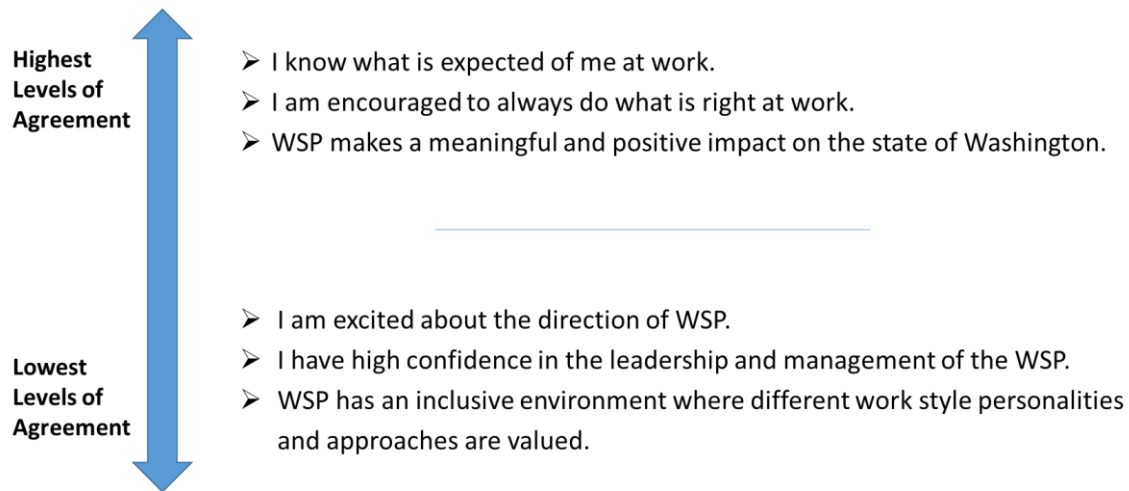 Highest
Levels of
Agreement
➢ I know what is expected of me at work.
➢ I am encouraged to always do what is right at work.
➢ WSP makes a meaningful and positive impact on the state of Washington.
Lowest
Levels of
Agreement
➢ I am excited about the direction of WSP.
➢ I have high confidence in the leadership and management of the WSP.
➢ WSP has an inclusive environment where different work style personalities
and approaches are valued.